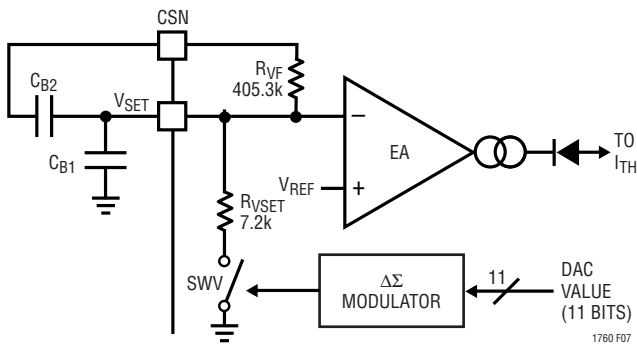 CSN
C_B2
V_SET
C_B1
R_VF
405.3k
−
EA
V_REF
+
TO
I_TH
R_VSET
7.2k
SWV
ΔΣ
MODULATOR
11
DAC
VALUE
(11 BITS)
1760 F07